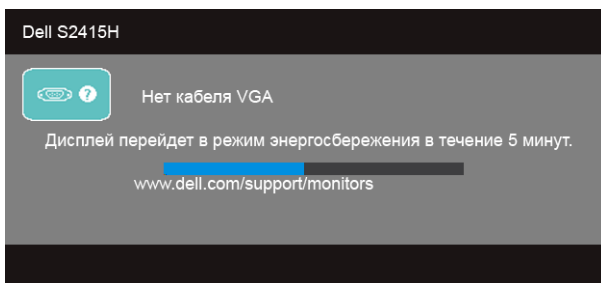 Dell S2415H
Нет кабеля VGA
Дисплей перейдет в режим энергосбережения в течение 5 минут.
www.dell.com/support/monitors